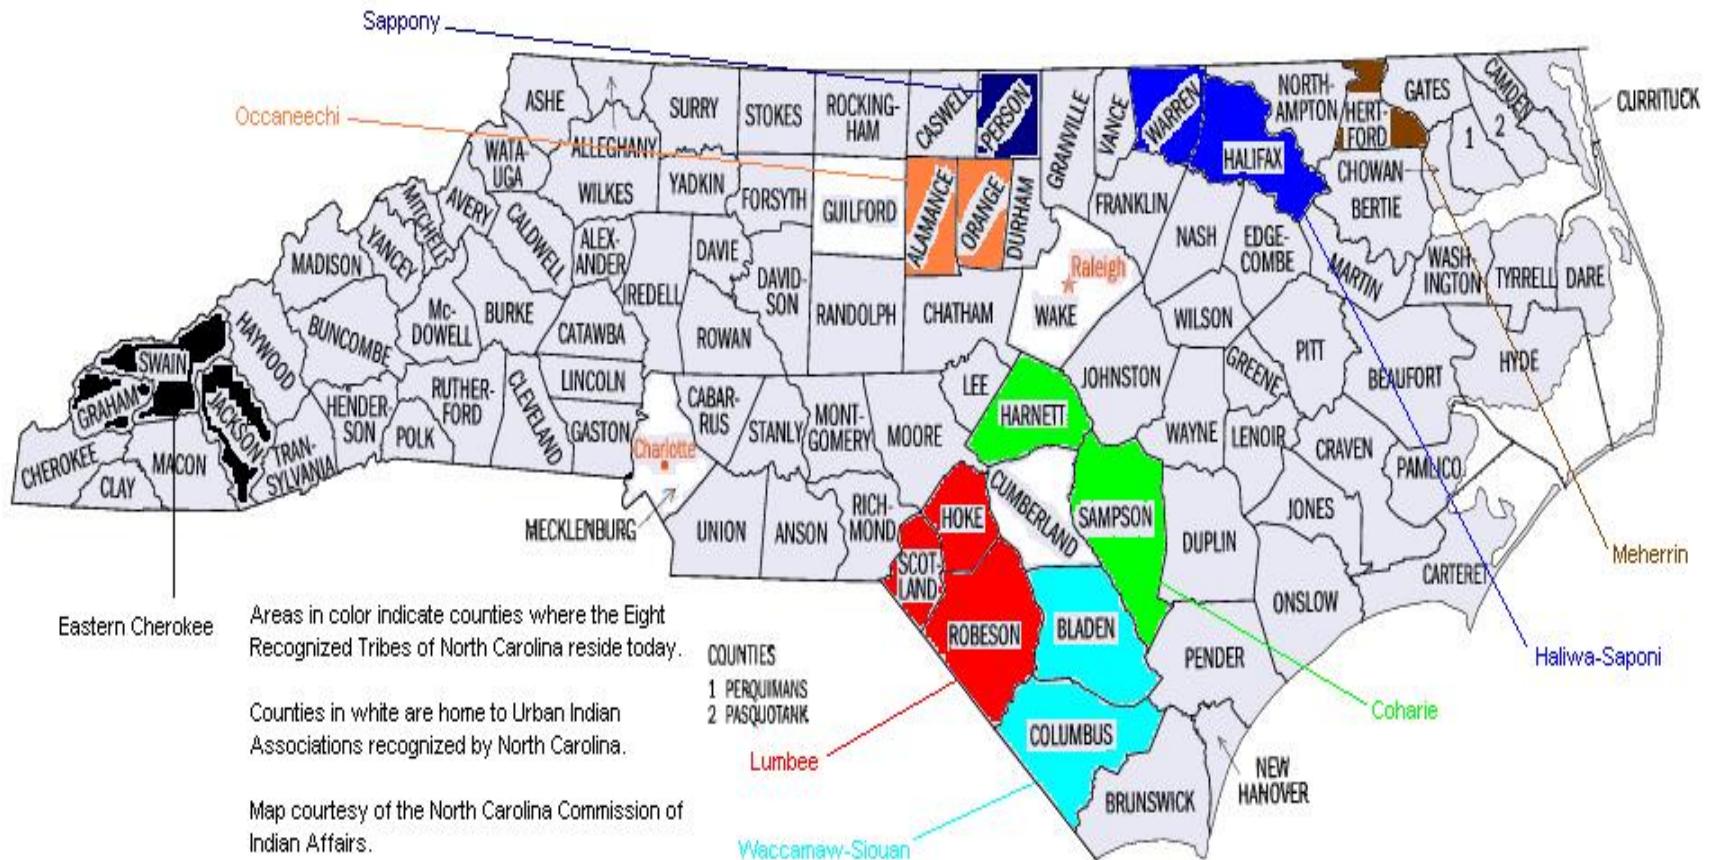 Sappony
Occaneechi
ASHE
ALLEGHANY
SURRY
STOKES
ROCKING-
HAM
CASWELL
PERSON
GRANVILLE
VANCE
WARREN
HALIFAX
NORTH-
AMPTON
HERT-
FORD
GATES
CAMDEN
CURRITUCK
1
2
WATA-
UGA
WILKES
YADKIN
FORSYTH
GUILFORD
ALAMANCE
ORANGE
DURHAM
FRANKLIN
NASH
EDGE-
COMBE
CHOWAN
BERTIE
MITCHELL
AVERY
YANCEY
MADISON
CALDWELL
ALEX-
ANDER
IREDELL
DAVIE
DAVID-
SON
RANDOLPH
CHATHAM
Raleigh
WAKE
WILSON
MARTIN
WASH-
INGTON
TYRRELL
DARE
SWAIN
GRAHAM
JACKSON
HAYWOOD
BUNCOMBE
Mc-
DOWELL
BURKE
CATAWBA
ROWAN
LEE
JOHNSTON
GREENE
PITT
BEAUFORT
HYDE
CHEROKEE
CLAY
MACON
TRAN-
SYLVANIA
HENDER-
SON
POLK
RUTHER-
FORD
CLEVELAND
LINCOLN
GASTON
Charlotte
MECKLENBURG
CABAR-
RUS
STANLY
MONT-
GOMERY
MOORE
HARNETT
WAYNE
LENOIR
CRAVEN
PAMLICO
JONES
UNION
ANSON
RICH-
MOND
SCOT-
LAND
HOKE
CUMBERLAND
SAMPSON
DUPLIN
ONSLOW
CARTERET
ROBESON
BLADEN
PENDER
COLUMBUS
BRUNSWICK
NEW
HANOVER
Meherrin
Haliwa-Saponi
Coharie
Lumbee
Waccamaw-Siouan
Eastern Cherokee
Areas in color indicate counties where the Eight
Recognized Tribes of North Carolina reside today.
Counties in white are home to Urban Indian
Associations recognized by North Carolina.
Map courtesy of the North Carolina Commission of
Indian Affairs.
COUNTIES
1 PERQUIMANS
2 PASQUOTANK